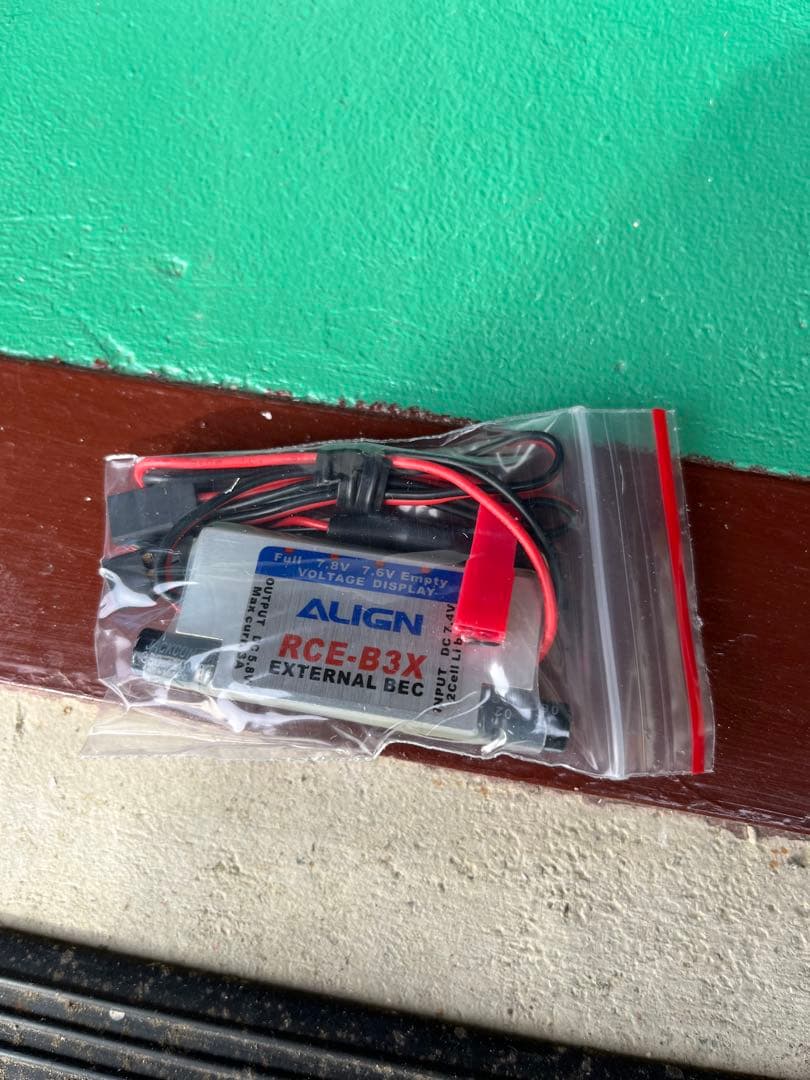 Full 7.8V 7.6V Empty
VOLTAGE DISPLAY
ALIGN
RCE-B3X
EXTERNAL BEC
OUTPUT DC 5.8V
Max current 3A
INPUT DC 7.4V
2Cell Li